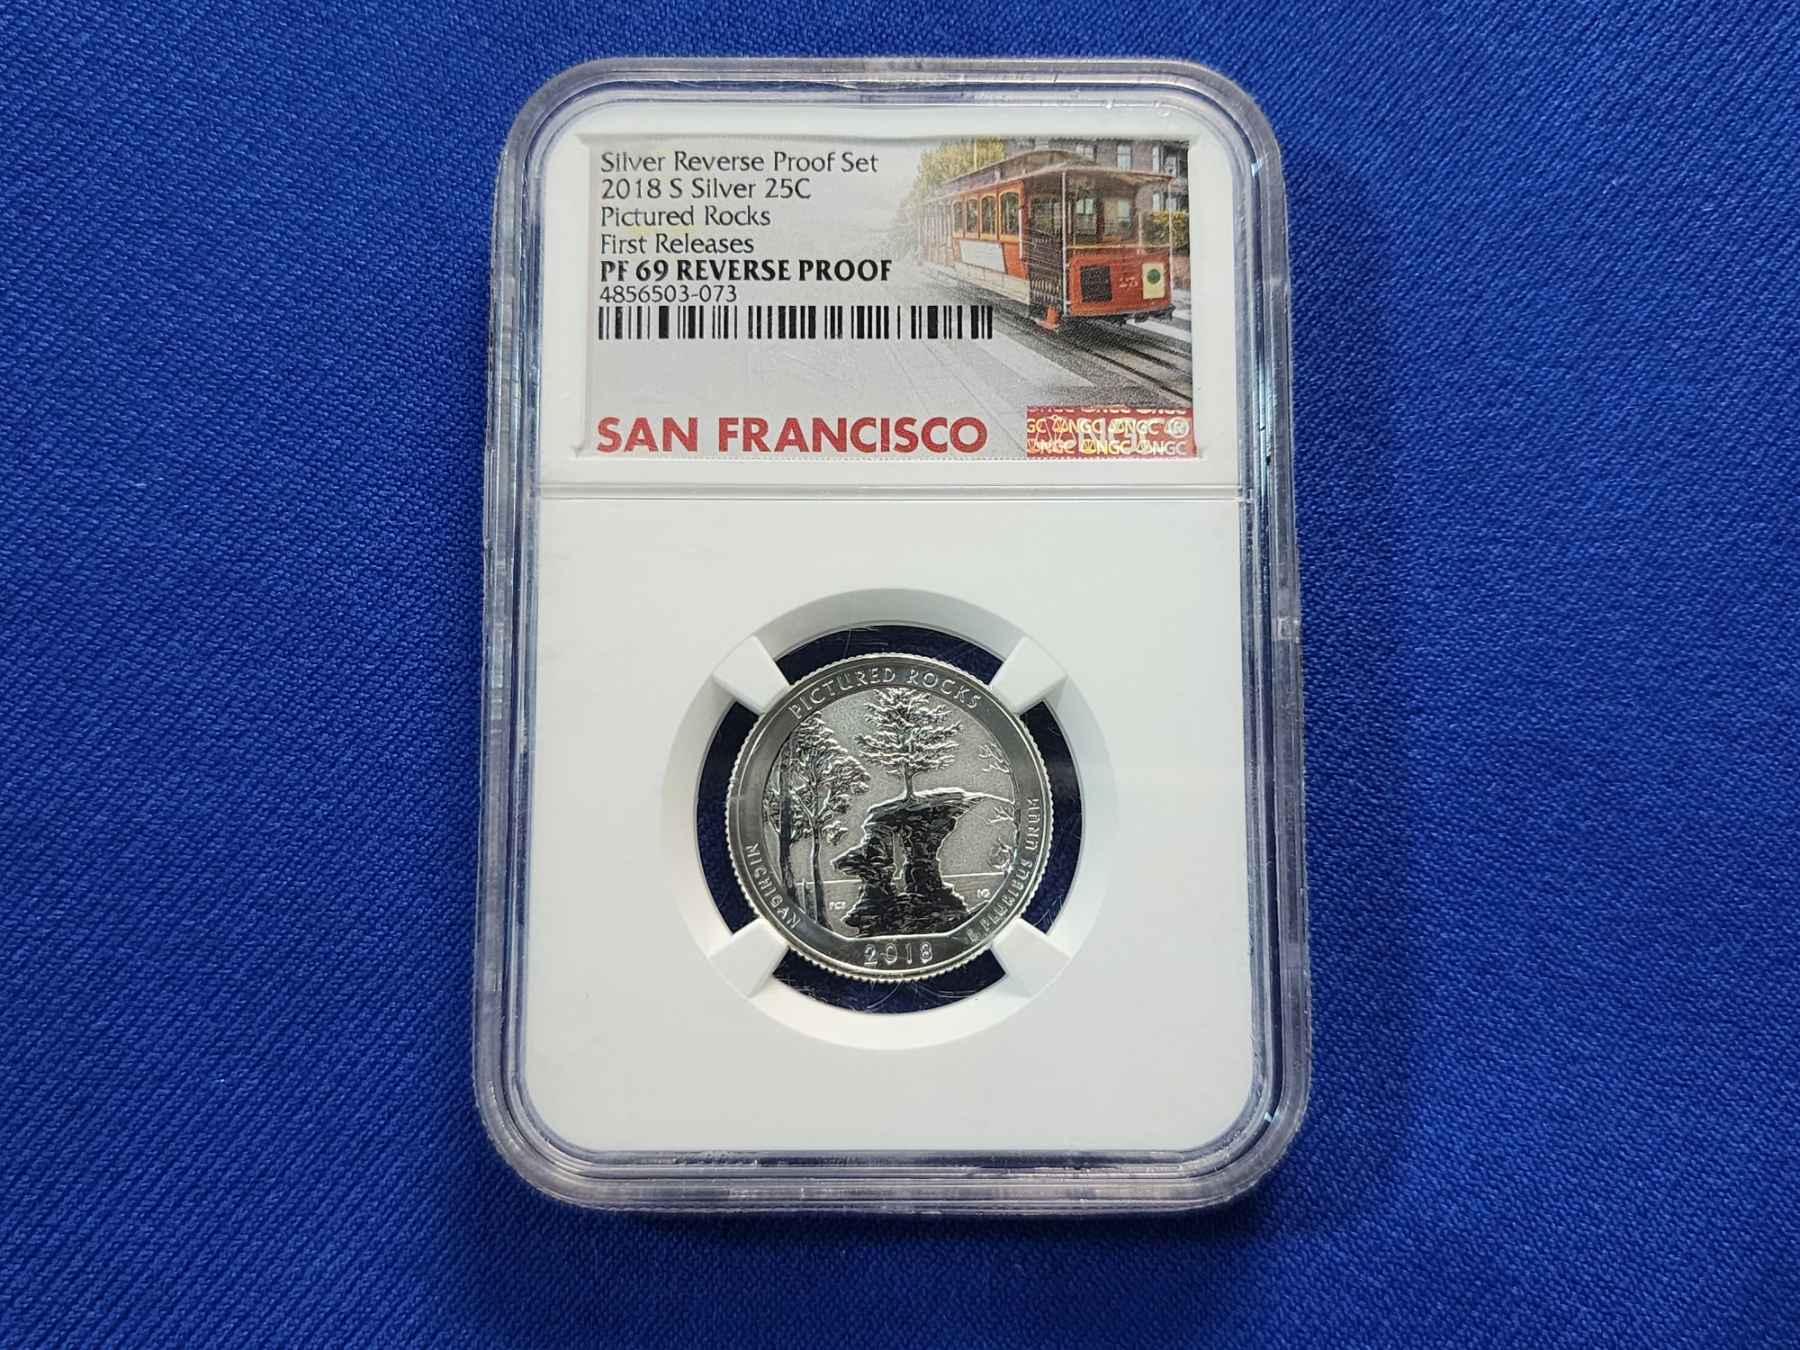 Silver Reverse Proof Set
2018 S Silver 25C
Pictured Rocks
First Releases
PF 69 REVERSE PROOF
4856503-073
SAN FRANCISCO
NGC
PICTURED ROCKS
MICHIGAN
E PLURIBUS UNUM
2018